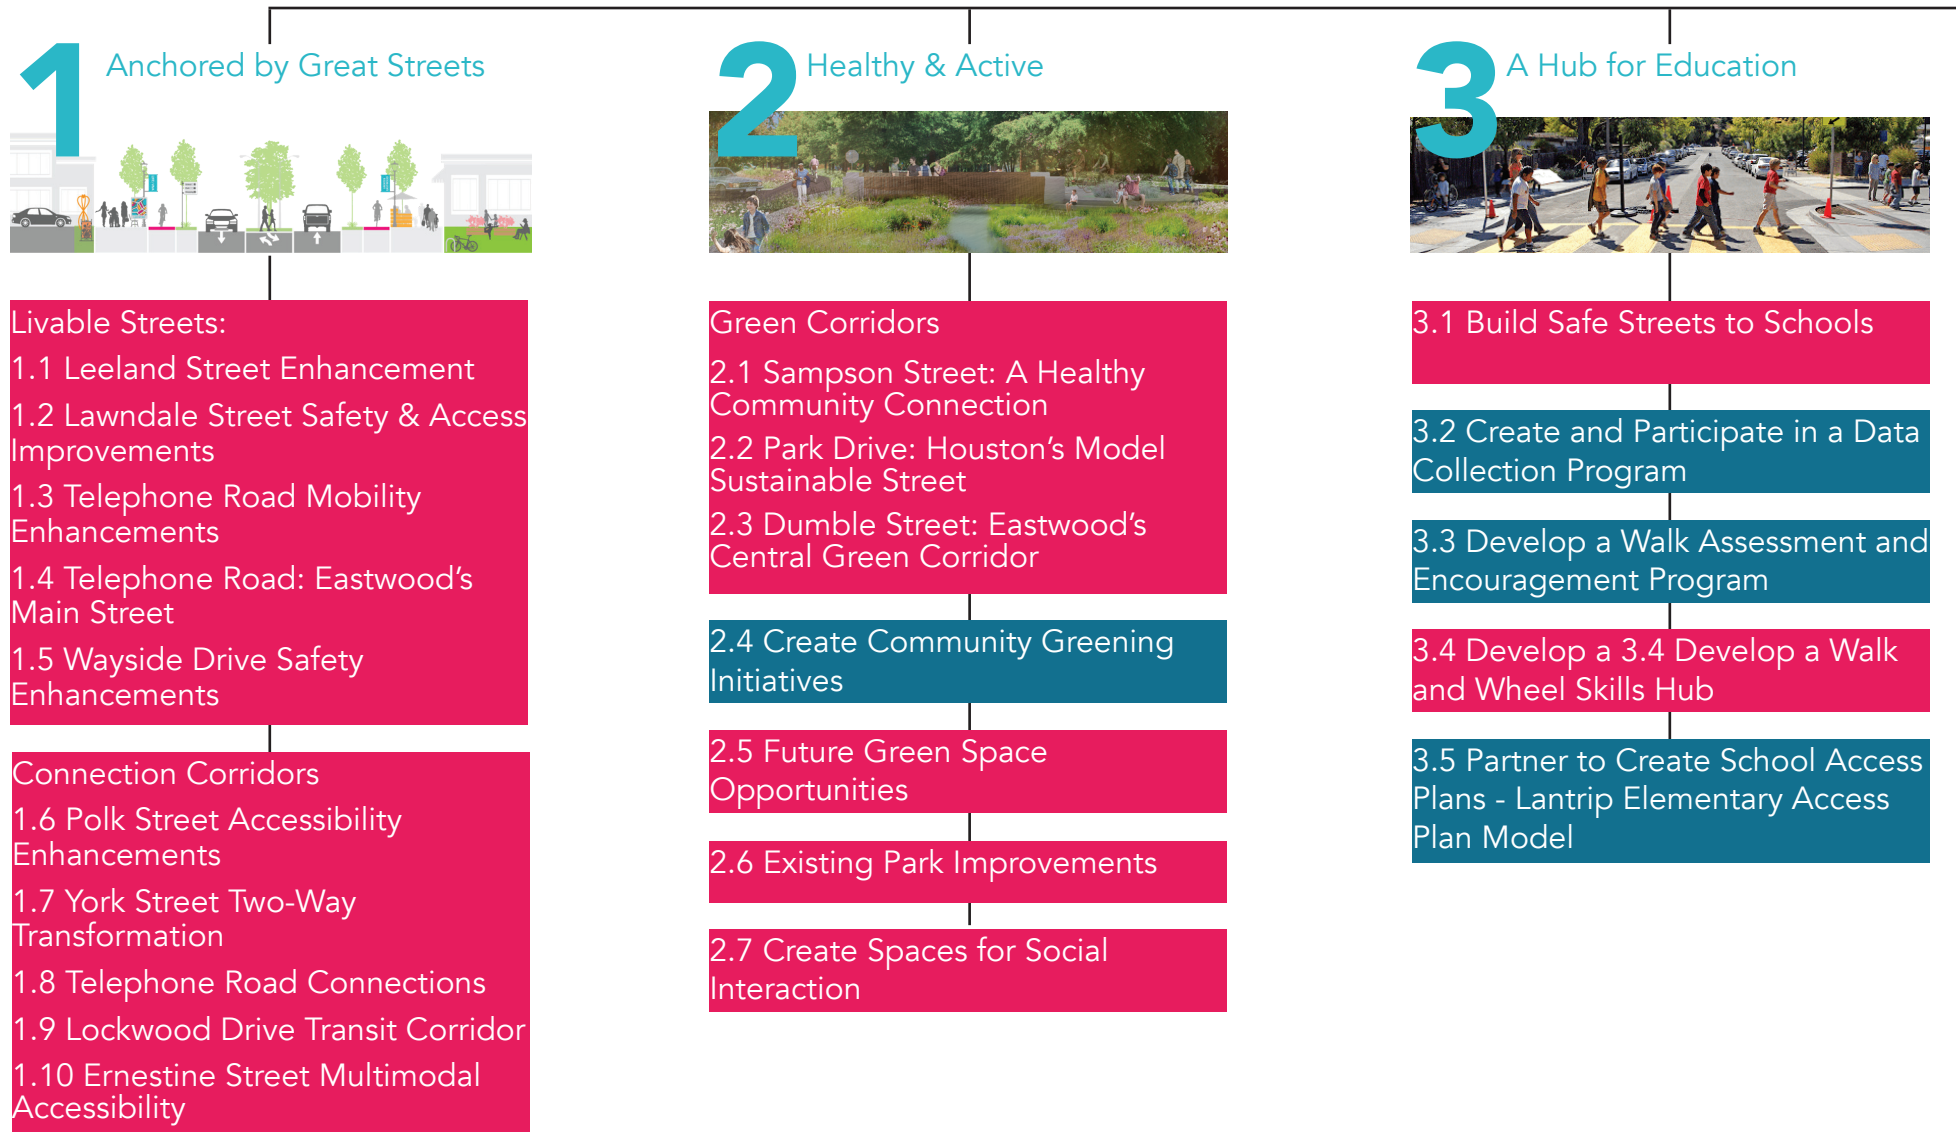 1
Anchored by Great Streets
Livable Streets:
1.1 Leeland Street Enhancement
1.2 Lawndale Street Safety & Access
Improvements
1.3 Telephone Road Mobility
Enhancements
1.4 Telephone Road: Eastwood’s
Main Street
1.5 Wayside Drive Safety
Enhancements
Connection Corridors
1.6 Polk Street Accessibility
Enhancements
1.7 York Street Two-Way
Transformation
1.8 Telephone Road Connections
1.9 Lockwood Drive Transit Corridor
1.10 Ernestine Street Multimodal
Accessibility
2
Healthy & Active
Green Corridors
2.1 Sampson Street: A Healthy
Community Connection
2.2 Park Drive: Houston’s Model
Sustainable Street
2.3 Dumble Street: Eastwood’s
Central Green Corridor
2.4 Create Community Greening
Initiatives
2.5 Future Green Space
Opportunities
2.6 Existing Park Improvements
2.7 Create Spaces for Social
Interaction
3
A Hub for Education
3.1 Build Safe Streets to Schools
3.2 Create and Participate in a Data
Collection Program
3.3 Develop a Walk Assessment and
Encouragement Program
3.4 Develop a 3.4 Develop a Walk
and Wheel Skills Hub
3.5 Partner to Create School Access
Plans - Lantrip Elementary Access
Plan Model